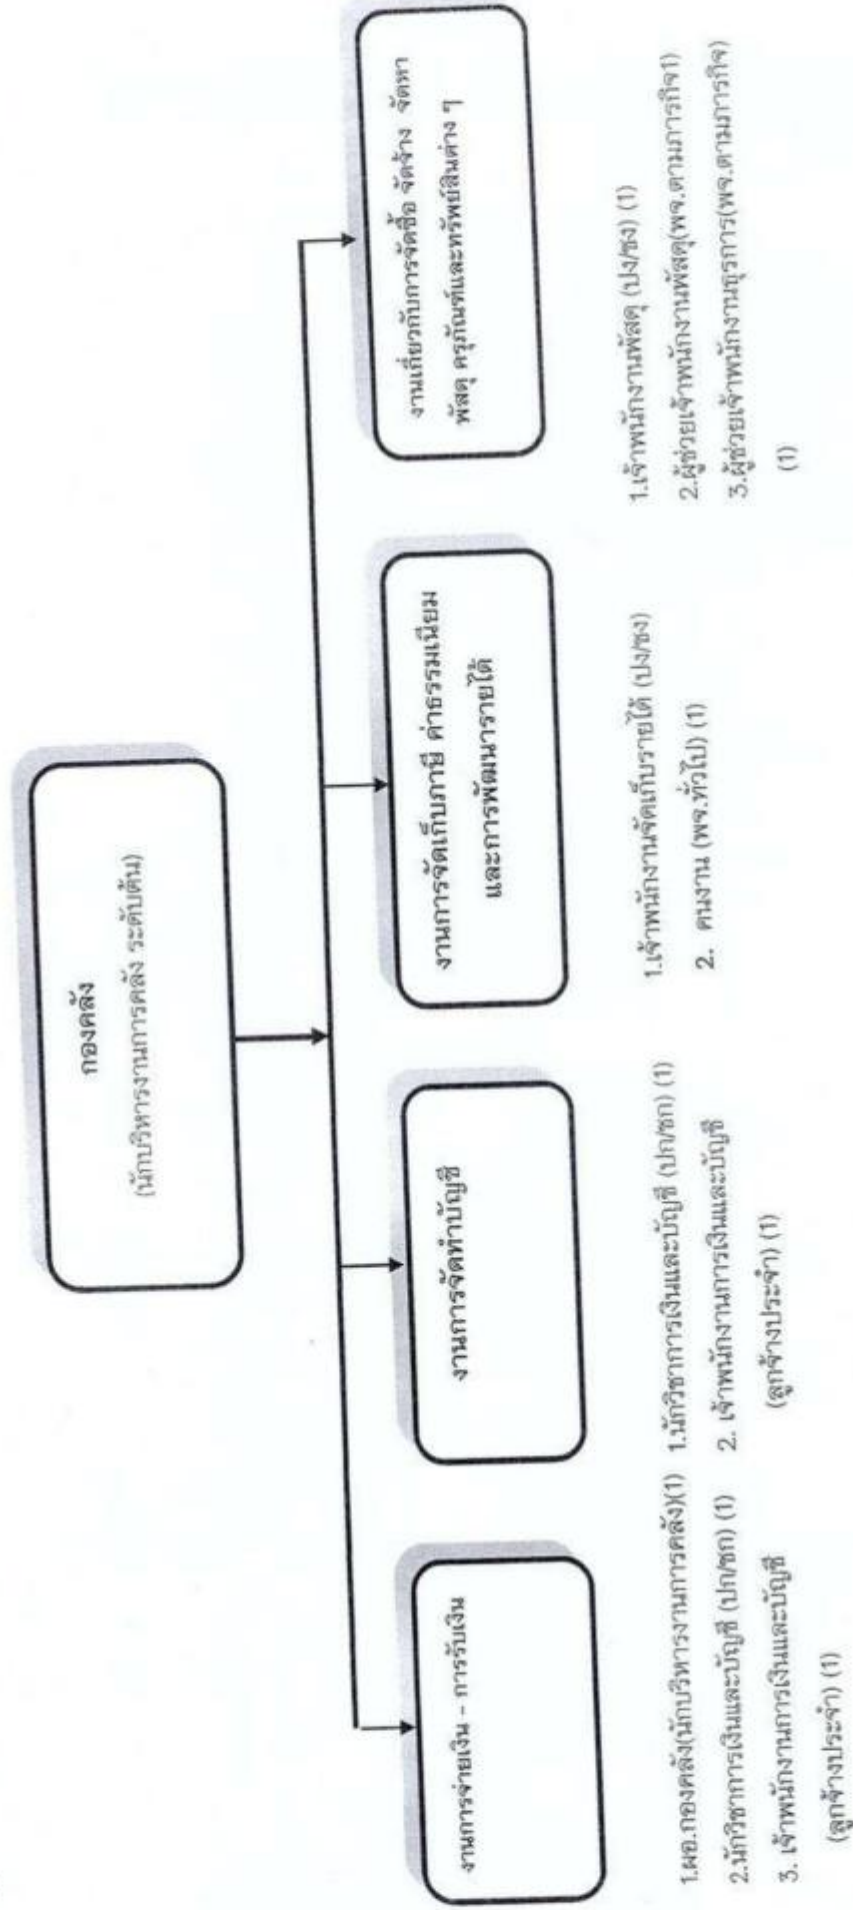 กองคลัง
(นักบริหารงานการคลัง ระดับต้น)
งานการจ่ายเงิน – การรับเงิน
งานการจัดทำบัญชี
งานการจัดเก็บภาษี ค่าธรรมเนียม
และการพัฒนารายได้
งานเกี่ยวกับการจัดซื้อ จัดจ้าง จัดหา
พัสดุ ครุภัณฑ์และทรัพย์สินต่าง ๆ
1.ผอ.กองคลัง(นักบริหารงานการคลัง)(1)
2.นักวิชาการเงินและบัญชี (ปก/ชก) (1)
3. เจ้าพนักงานการเงินและบัญชี
(ลูกจ้างประจำ) (1)
1.นักวิชาการเงินและบัญชี (ปก/ชก) (1)
2. เจ้าพนักงานการเงินและบัญชี
(ลูกจ้างประจำ) (1)
1.เจ้าพนักงานจัดเก็บรายได้ (ปง/ชง)
2. คนงาน (พจ.ทั่วไป) (1)
1.เจ้าพนักงานพัสดุ (ปง/ชง) (1)
2.ผู้ช่วยเจ้าพนักงานพัสดุ(พจ.ตามภารกิจ1)
3.ผู้ช่วยเจ้าพนักงานธุรการ(พจ.ตามภารกิจ)
(1)